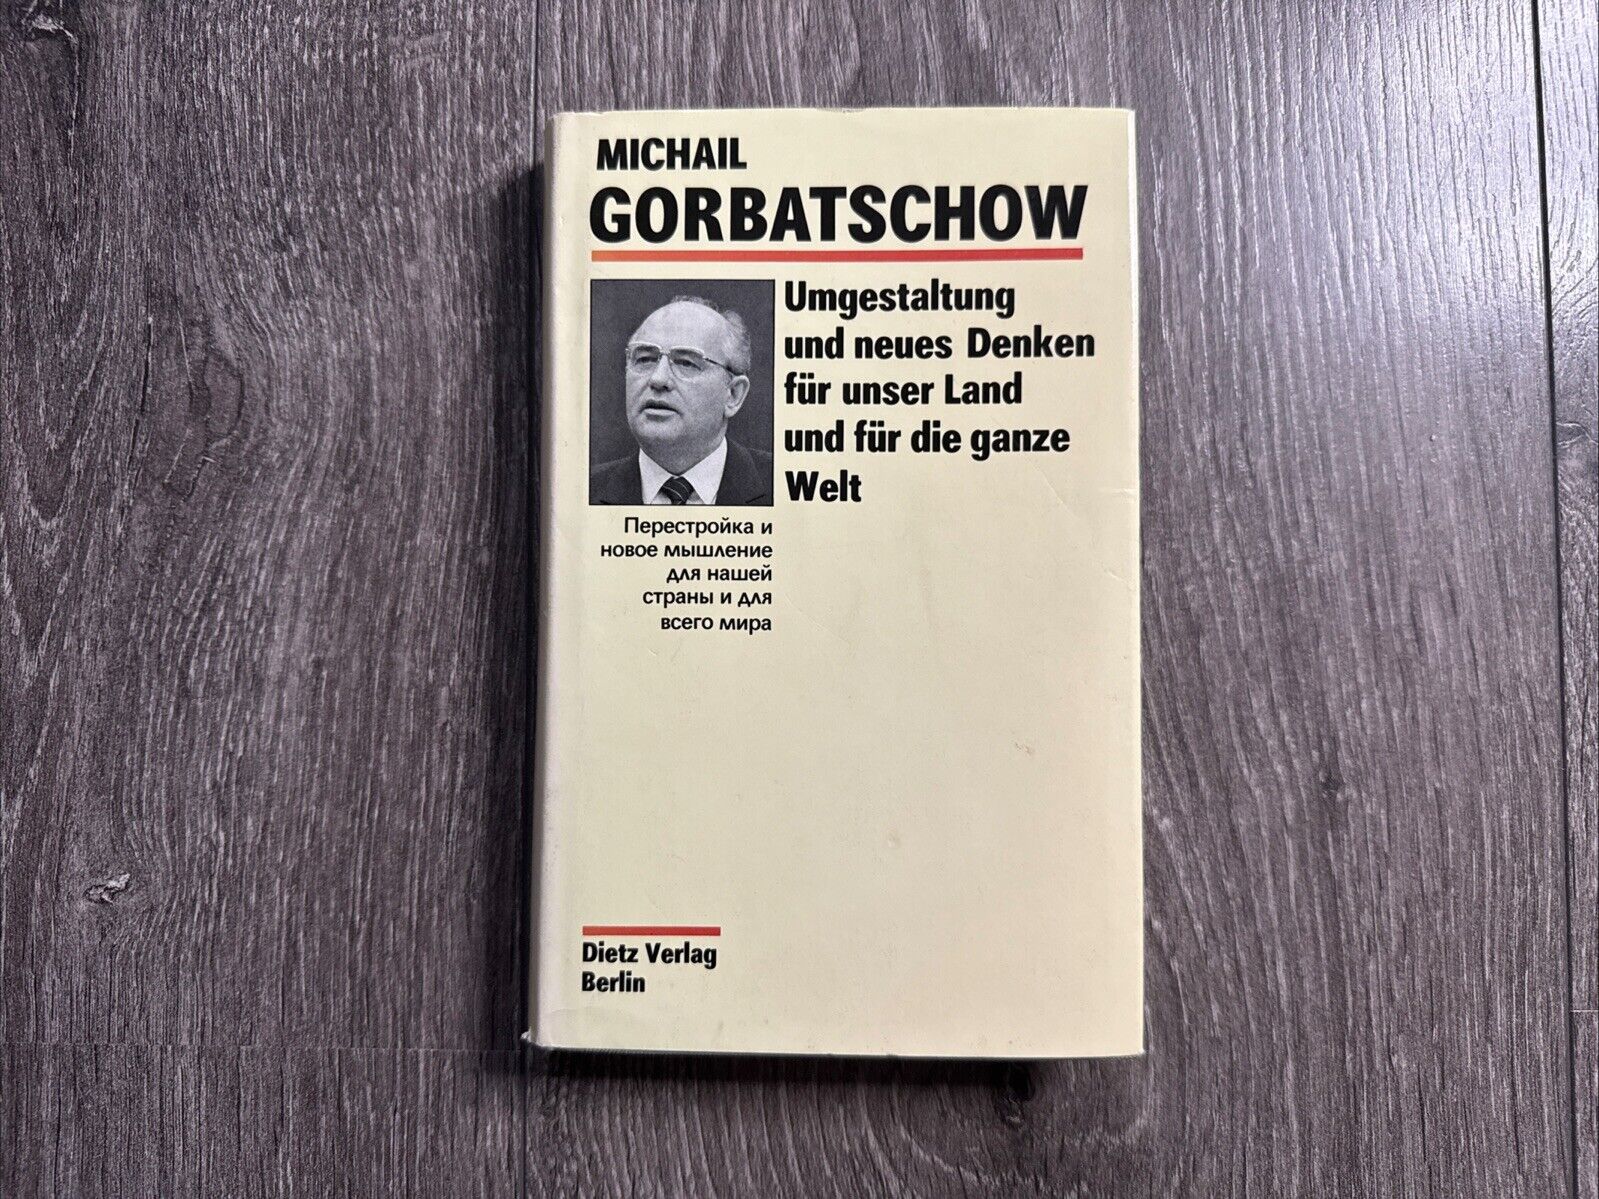 MICHAIL
GORBATSCHOW
Umgestaltung
und neues Denken
für unser Land
und für die ganze
Welt
Перестройка и
новое мышление
для нашей
страны и для
всего мира
Dietz Verlag
Berlin